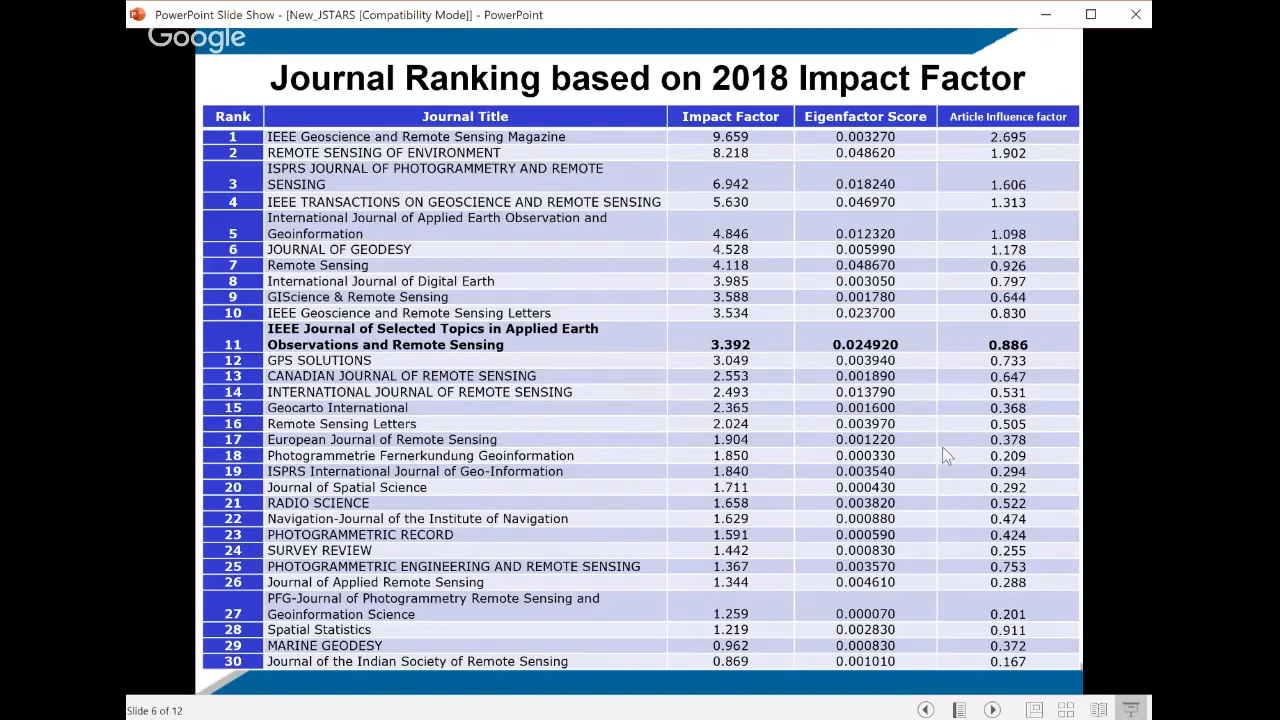 PowerPoint Slide Show - [New_JSTARS [Compatibility Mode]] - PowerPoint
Google
Journal Ranking based on 2018 Impact Factor
Rank Journal Title Impact Factor Eigenfactor Score Article Influence factor
1 IEEE Geoscience and Remote Sensing Magazine 9.659 0.003270 2.695
2 REMOTE SENSING OF ENVIRONMENT 8.218 0.048620 1.902
ISPRS JOURNAL OF PHOTOGRAMMETRY AND REMOTE
3 SENSING 6.942 0.018240 1.606
4 IEEE TRANSACTIONS ON GEOSCIENCE AND REMOTE SENSING 5.630 0.046970 1.313
International Journal of Applied Earth Observation and
5 Geoinformation 4.846 0.012320 1.098
6 JOURNAL OF GEODESY 4.528 0.005990 1.178
7 Remote Sensing 4.118 0.048670 0.926
8 International Journal of Digital Earth 3.985 0.003050 0.797
9 GIScience & Remote Sensing 3.588 0.001780 0.644
10 IEEE Geoscience and Remote Sensing Letters 3.534 0.023700 0.830
IEEE Journal of Selected Topics in Applied Earth
11 Observations and Remote Sensing 3.392 0.024920 0.886
12 GPS SOLUTIONS 3.049 0.003940 0.733
13 CANADIAN JOURNAL OF REMOTE SENSING 2.553 0.001890 0.647
14 INTERNATIONAL JOURNAL OF REMOTE SENSING 2.493 0.013790 0.531
15 Geocarto International 2.365 0.001600 0.368
16 Remote Sensing Letters 2.024 0.003970 0.505
17 European Journal of Remote Sensing 1.904 0.001220 0.378
18 Photogrammetrie Fernerkundung Geoinformation 1.850 0.000330 0.209
19 ISPRS International Journal of Geo-Information 1.840 0.003540 0.294
20 Journal of Spatial Science 1.711 0.000430 0.292
21 RADIO SCIENCE 1.658 0.003820 0.522
22 Navigation-Journal of the Institute of Navigation 1.629 0.000880 0.474
23 PHOTOGRAMMETRIC RECORD 1.591 0.000590 0.424
24 SURVEY REVIEW 1.442 0.000830 0.255
25 PHOTOGRAMMETRIC ENGINEERING AND REMOTE SENSING 1.367 0.003570 0.753
26 Journal of Applied Remote Sensing 1.344 0.004610 0.288
PFG-Journal of Photogrammetry Remote Sensing and
27 Geoinformation Science 1.259 0.000070 0.201
28 Spatial Statistics 1.219 0.002830 0.911
29 MARINE GEODESY 0.962 0.000830 0.372
30 Journal of the Indian Society of Remote Sensing 0.869 0.001010 0.167
Slide 6 of 12